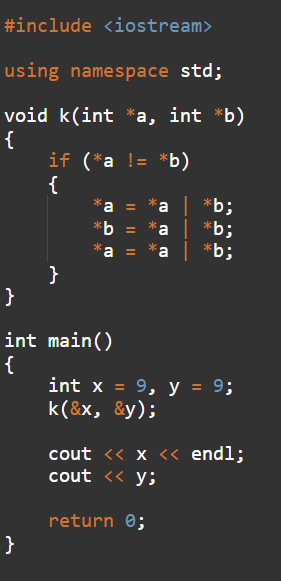 #include <iostream>
using namespace std;
void k(int *a, int *b)
{
if (*a != *b)
{
*a = *a | *b;
*b = *a | *b;
*a = *a | *b;
}
}
int main()
{
int x = 9, y = 9;
k(&x, &y);
cout << x << endl;
cout << y;
return 0;
}